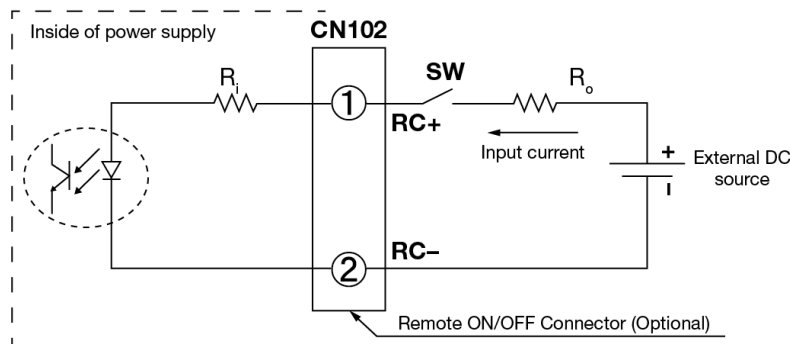 Inside of power supply
CN102
Ri
1
RC+
SW
Ro
Input current
+
External DC
source
-
2
RC−
Remote ON/OFF Connector (Optional)